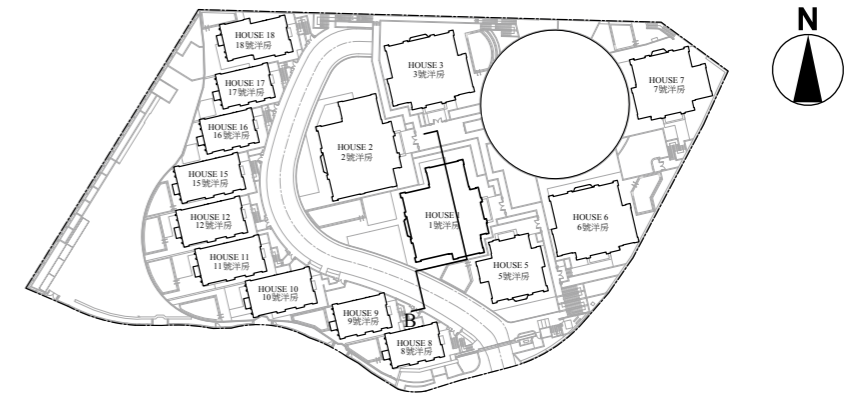 N
HOUSE 18
18號洋房
HOUSE 3
3號洋房
HOUSE 17
17號洋房
HOUSE 7
7號洋房
HOUSE 16
16號洋房
HOUSE 2
2號洋房
HOUSE 15
15號洋房
HOUSE 12
12號洋房
HOUSE 1
1號洋房
HOUSE 6
6號洋房
HOUSE 11
11號洋房
HOUSE 5
5號洋房
HOUSE 10
10號洋房
HOUSE 9
9號洋房
B
HOUSE 8
8號洋房